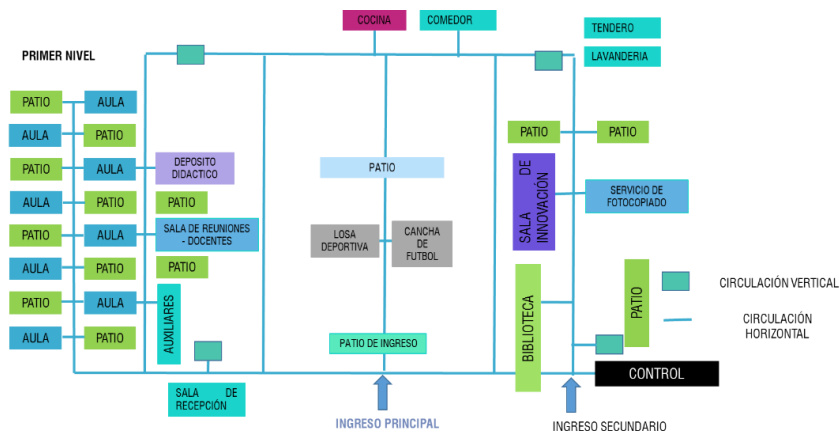 COCINA
COMEDOR
TENDERO
LAVANDERIA
PRIMER NIVEL
PATIO
AULA
AULA
PATIO
PATIO
AULA
DEPOSITO
DIDACTICO
AULA
PATIO
PATIO
PATIO
AULA
SALA DE REUNIONES
- DOCENTES
AULA
PATIO
PATIO
PATIO
AULA
AUXILIARES
AULA
PATIO
SALA DE
RECEPCIÓN
PATIO
LOSA
DEPORTIVA
CANCHA
DE
FUTBOL
PATIO DE INGRESO
INGRESO PRINCIPAL
PATIO
PATIO
SALA DE
INNOVACIÓN
SERVICIO DE
FOTOCOPIADO
BIBLIOTECA
PATIO
CONTROL
INGRESO SECUNDARIO
CIRCULACIÓN VERTICAL
CIRCULACIÓN
HORIZONTAL